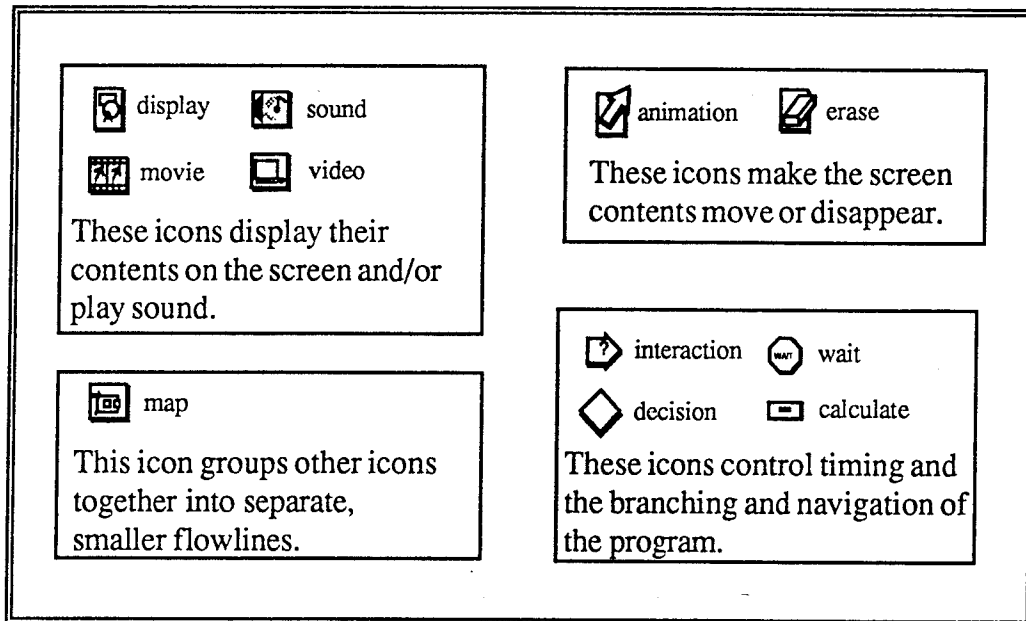 display sound
movie video
These icons display their
contents on the screen and/or
play sound.
map
This icon groups other icons
together into separate,
smaller flowlines.
animation erase
These icons make the screen
contents move or disappear.
? interaction WAIT wait
decision calculate
These icons control timing and
the branching and navigation of
the program.